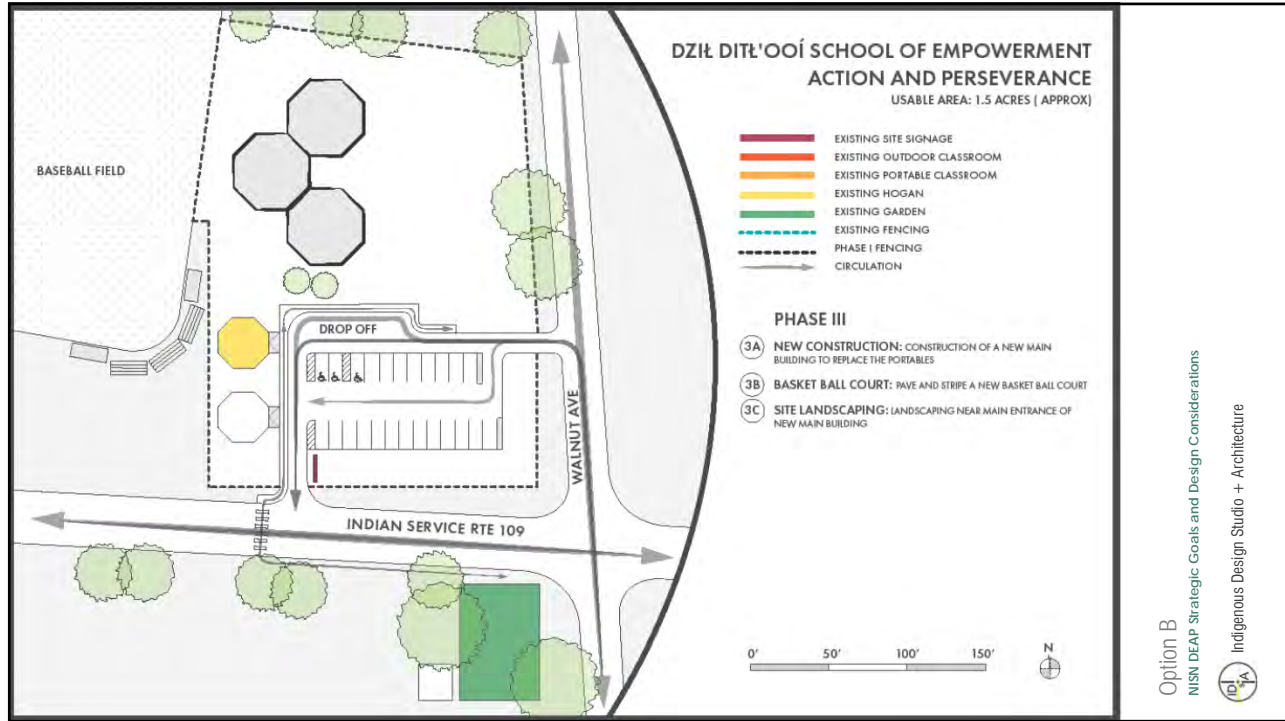 DZIŁ DITŁ'OOÍ SCHOOL OF EMPOWERMENT
ACTION AND PERSEVERANCE
USABLE AREA: 1.5 ACRES ( APPROX)
EXISTING SITE SIGNAGE
EXISTING OUTDOOR CLASSROOM
EXISTING PORTABLE CLASSROOM
EXISTING HOGAN
EXISTING GARDEN
EXISTING FENCING
PHASE I FENCING
CIRCULATION
PHASE III
3A NEW CONSTRUCTION: CONSTRUCTION OF A NEW MAIN
BUILDING TO REPLACE THE PORTABLES
3B BASKET BALL COURT: PAVE AND STRIPE A NEW BASKET BALL COURT
3C SITE LANDSCAPING: LANDSCAPING NEAR MAIN ENTRANCE OF
NEW MAIN BUILDING
BASEBALL FIELD
DROP OFF
WALNUT AVE
INDIAN SERVICE RTE 109
0' 50' 100' 150'
N
Option B
NISN DEAP Strategic Goals and Design Considerations
IDsA
Indigenous Design Studio + Architecture